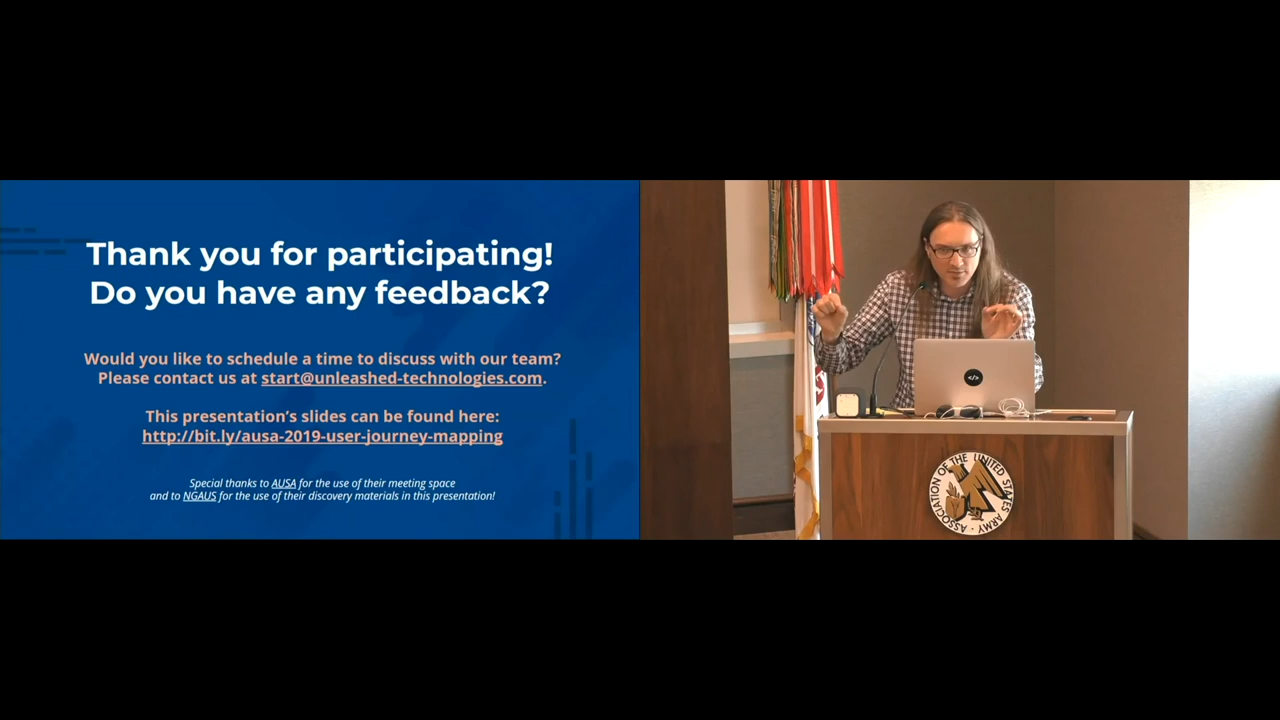 Thank you for participating!
Do you have any feedback?
Would you like to schedule a time to discuss with our team?
Please contact us at start@unleashed-technologies.com.
This presentation’s slides can be found here:
http://bit.ly/ausa-2019-user-journey-mapping
Special thanks to AUSA for the use of their meeting space
and to NGAUS for the use of their discovery materials in this presentation!
</>
ASSOCIATION OF THE UNITED STATES ARMY